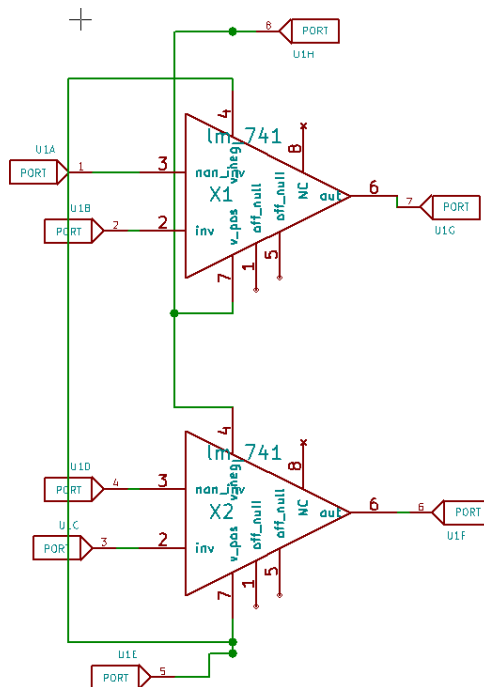 8
PORT
U1H
4
lm_741
8
U1A
PORT
1
3
nan_inv
v_neg
NC
X1
off_null
out
6
7
PORT
U1G
U1B
PORT
2
2
inv
v_pos
7
1
5
4
lm_741
8
U1D
PORT
4
3
nan_inv
v_neg
NC
X2
off_null
out
6
6
PORT
U1F
U1C
PORT
3
2
inv
v_pos
off_null
off_null
7
1
5
U1E
PORT
5